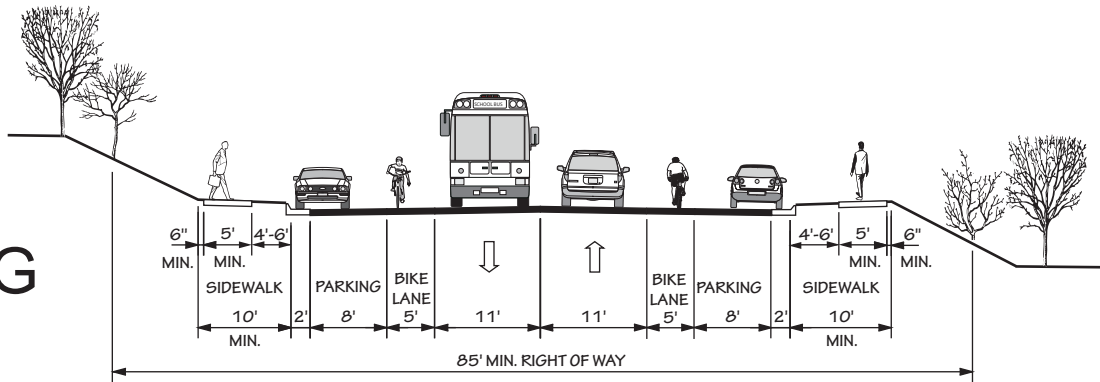 SCHOOL BUS
G
6" 5' 4'-6' 4'-6' 5' 6"
MIN. MIN. MIN. MIN.
SIDEWALK PARKING BIKE LANE BIKE LANE PARKING SIDEWALK
10' 2' 8' 5' 11' 11' 5' 8' 2' 10'
MIN. MIN.
85' MIN. RIGHT OF WAY